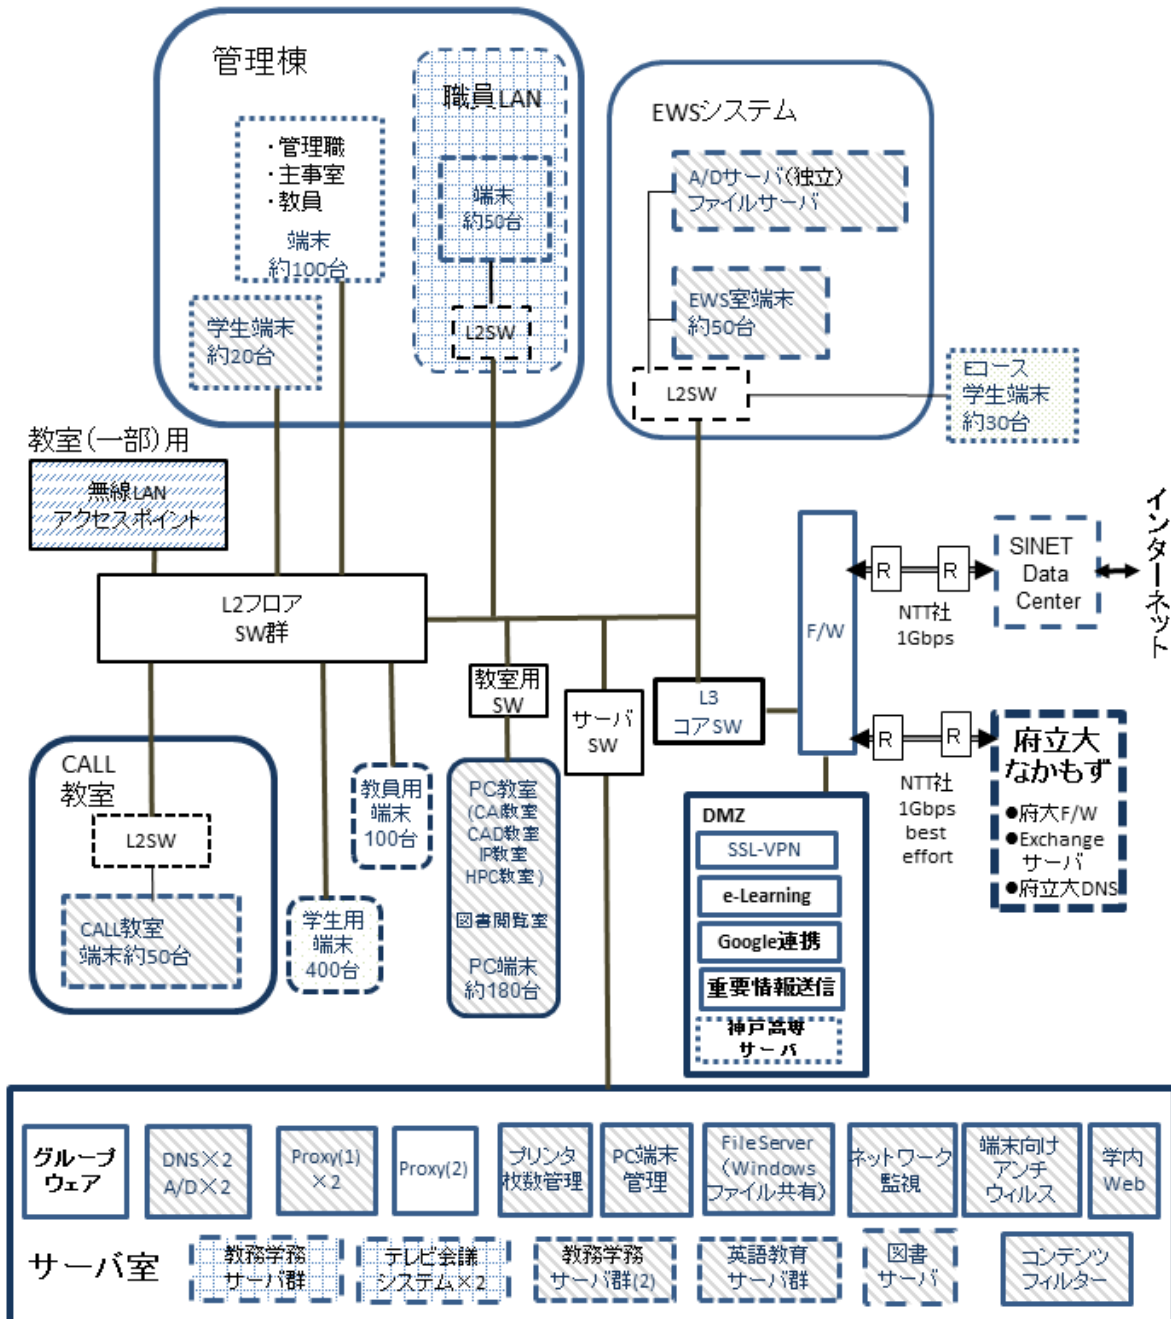 管理棟
・管理職
・主事室
・教員
端末
約100台
学生端末
約20台
職員LAN
端末
約50台
L2SW
EWSシステム
A/Dサーバ(独立)
ファイルサーバ
EWS室端末
約50台
L2SW
Eコース
学生端末
約30台
教室(一部)用
無線LAN
アクセスポイント
L2フロア
SW群
教室用
SW
サーバ
SW
L3
コアSW
F/W
R
R
NTT社
1Gbps
SINET
Data
Center
インターネット
R
R
NTT社
1Gbps
best
effort
府立大
なかもず
●府大F/W
●Exchange
サーバ
●府立大DNS
CALL
教室
L2SW
CALL教室
端末約50台
教員用
端末
100台
学生用
端末
400台
PC教室
(CAI教室
CAD教室
IP教室
HPC教室)
図書閲覧室
PC端末
約180台
DMZ
SSL-VPN
e-Learning
Google連携
重要情報送信
神戸高専
サーバ
グループ
ウェア
DNS×2
A/D×2
Proxy(1)
×2
Proxy(2)
プリンタ
枚数管理
PC端末
管理
FileServer
(Windows
ファイル共有)
ネットワーク
監視
端末向け
アンチ
ウィルス
学内
Web
サーバ室
教務学務
サーバ群
テレビ会議
システム×2
教務学務
サーバ群(2)
英語教育
サーバ群
図書
サーバ
コンテンツ
フィルター